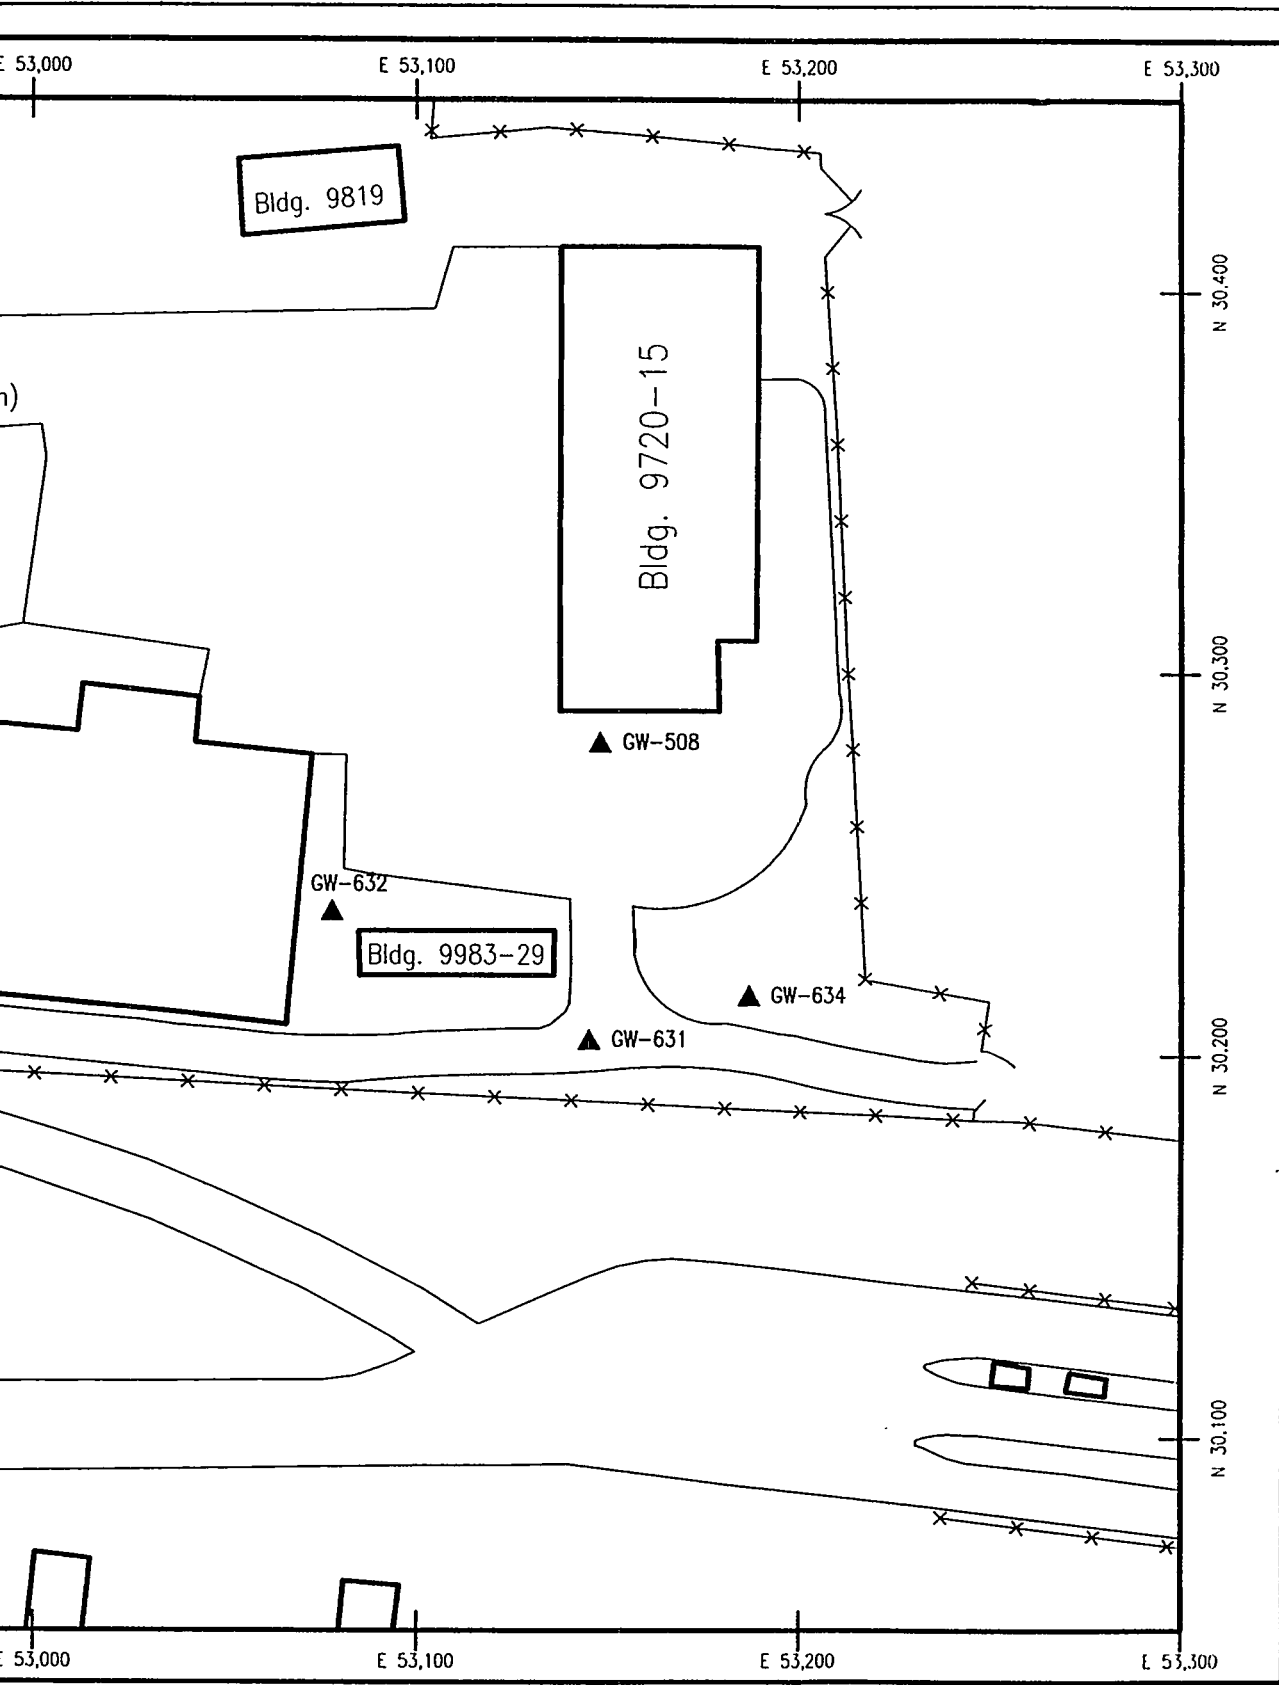 E 53,000
E 53,100
E 53,200
E 53,300
Bldg. 9819
N 30,400
Bldg. 9720-15
N 30,300
GW-508
GW-632
Bldg. 9983-29
GW-634
GW-631
N 30,200
N 30,100
E 53,000
E 53,100
E 53,200
E 53,300